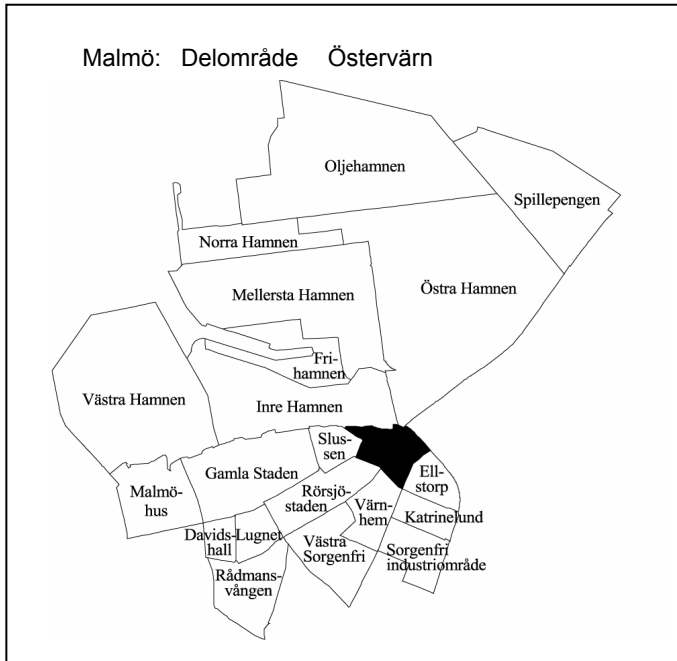 Malmö: Delområde Östervärn
Oljehamnen
Spillepengen
Norra Hamnen
Mellersta Hamnen
Östra Hamnen
Fri-
hamnen
Västra Hamnen
Inre Hamnen
Slus-
sen
Gamla Staden
Ell-
storp
Malmö-
hus
Rörsjö-
staden
Värn-
hem
Katrinelund
Davids-
hall
Lugnet
Västra
Sorgenfri
Sorgenfri
industriområde
Rådmans-
vången